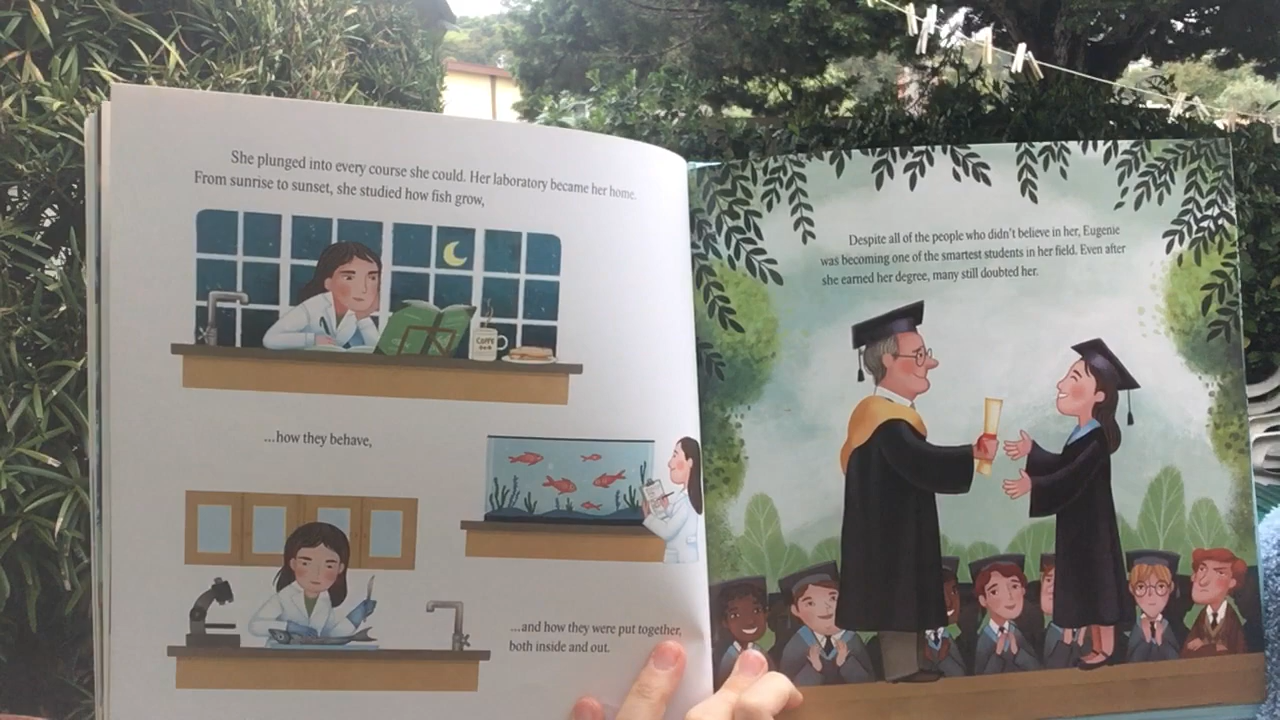 She plunged into every course she could. Her laboratory became her home.
From sunrise to sunset, she studied how fish grow,
COFFEE
...how they behave,
...and how they were put together,
both inside and out.
Despite all of the people who didn't believe in her, Eugenie
was becoming one of the smartest students in her field. Even after
she earned her degree, many still doubted her.